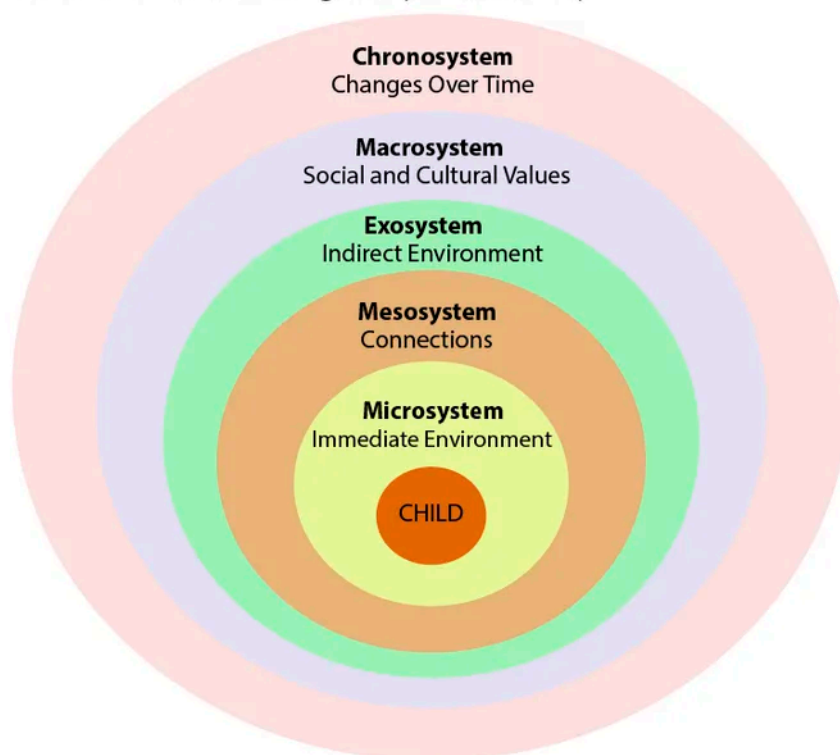 Chronosystem
Changes Over Time
Macrosystem
Social and Cultural Values
Exosystem
Indirect Environment
Mesosystem
Connections
Microsystem
Immediate Environment
CHILD